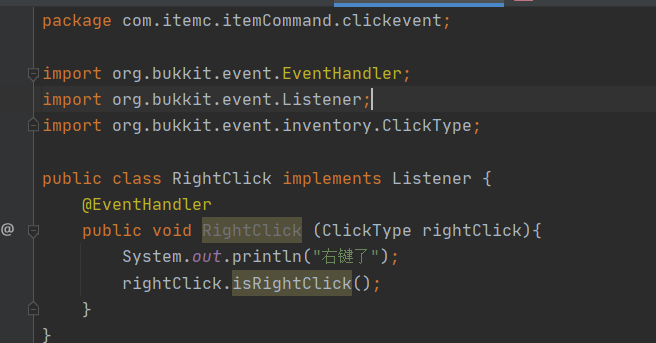 package com.itemc.itemCommand.clickevent;
import org.bukkit.event.EventHandler;
import org.bukkit.event.Listener;
import org.bukkit.event.inventory.ClickType;
public class RightClick implements Listener {
@EventHandler
@ public void RightClick (ClickType rightClick){
System.out.println("右键了");
rightClick.isRightClick();
}
}